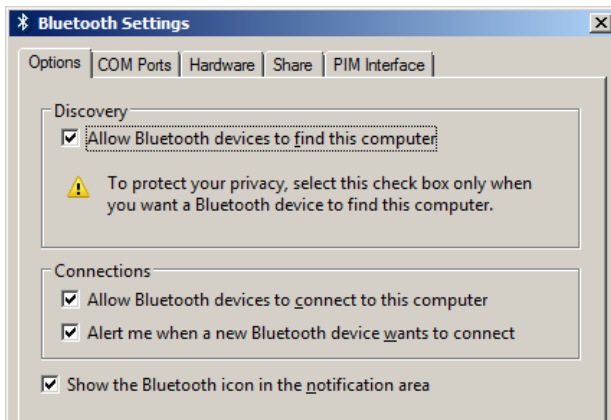 Bluetooth Settings
Options COM Ports Hardware Share PIM Interface
Discovery
Allow Bluetooth devices to find this computer
To protect your privacy, select this check box only when
you want a Bluetooth device to find this computer.
Connections
Allow Bluetooth devices to connect to this computer
Alert me when a new Bluetooth device wants to connect
Show the Bluetooth icon in the notification area